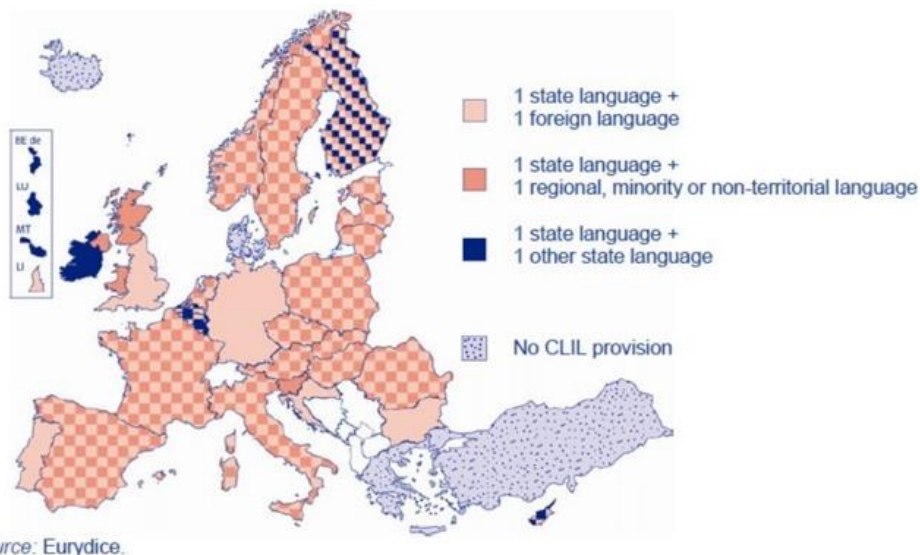 BE de
LU
MT
LI
1 state language +
1 foreign language
1 state language +
1 regional, minority or non-territorial language
1 state language +
1 other state language
No CLIL provision
urce: Eurydice.